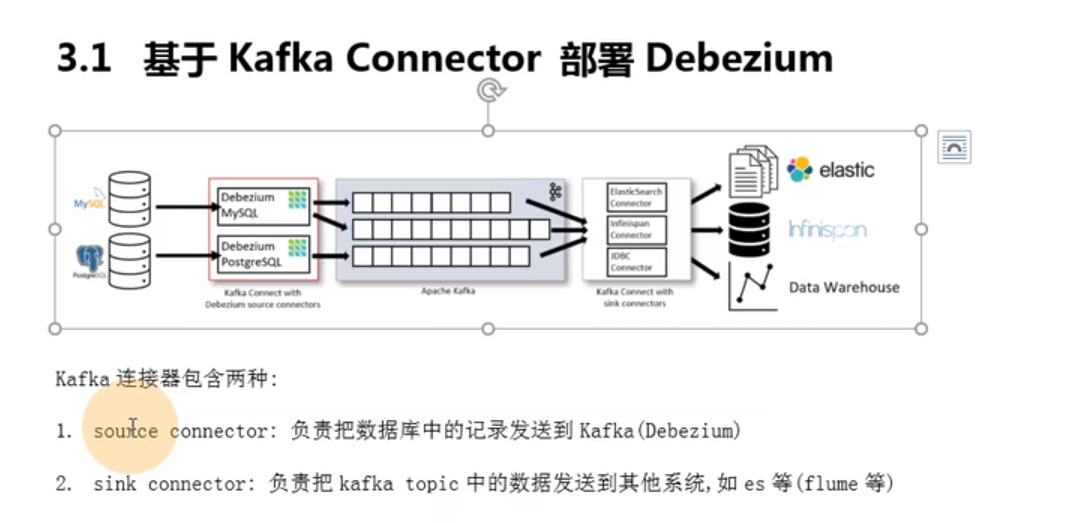 3.1 基于 Kafka Connector 部署 Debezium
MySQL
PostgreSQL
Debezium
MySQL
Debezium
PostgreSQL
Kafka Connect with
Debezium source connectors
Apache Kafka
ElasticSearch
Connector
Infinispan
Connector
JDBC
Connector
Kafka Connect with
sink connectors
elastic
Infinispan
Data Warehouse
Kafka 连接器包含两种:
1. source connector: 负责把数据库中的记录发送到 Kafka(Debezium)
2. sink connector: 负责把 kafka topic 中的数据发送到其他系统,如 es 等(flume 等)